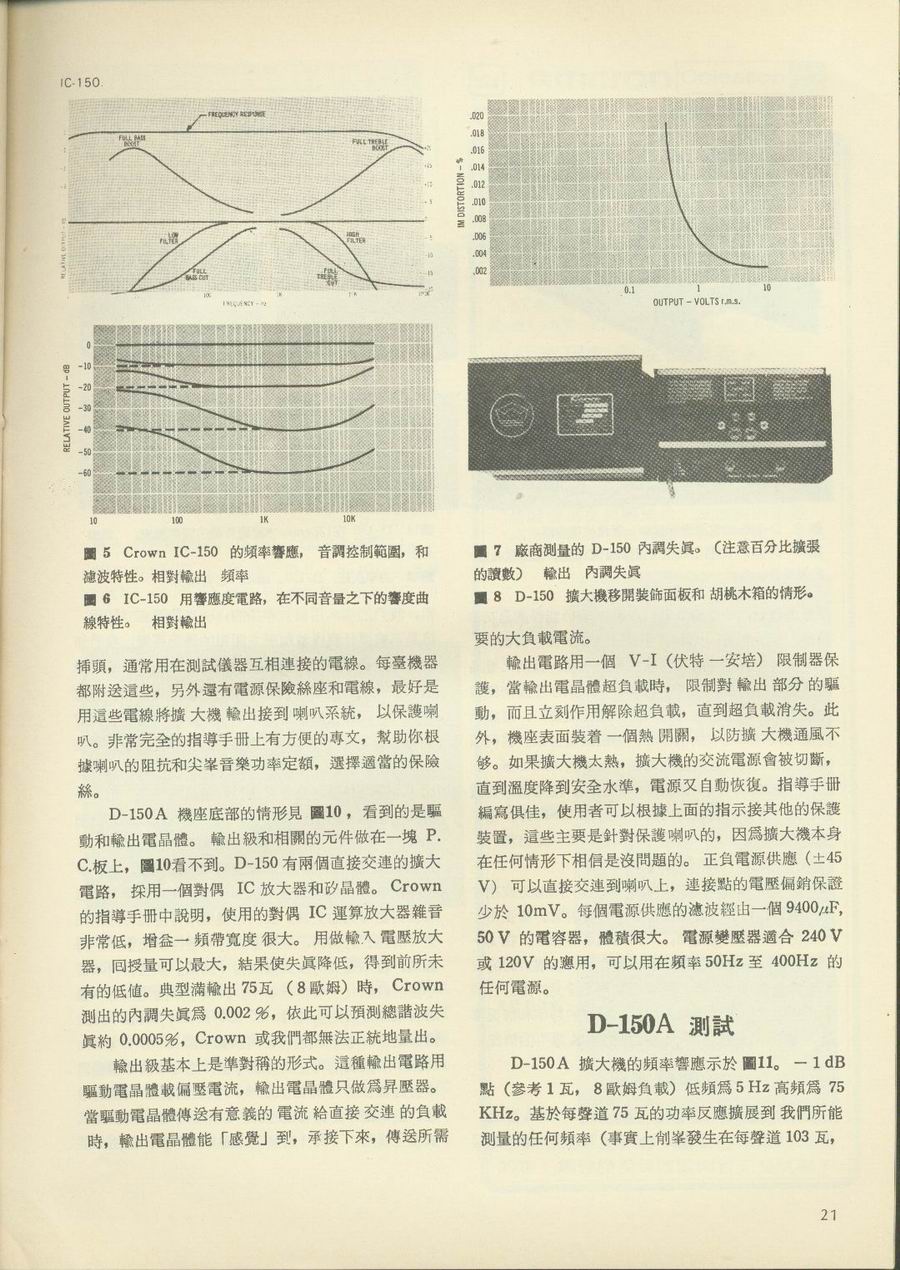 IC-150
FREQUENCY RESPONSE
FULL BASS
BOOST
FULL TREBLE
BOOST
LOW
FILTER
HIGH
FILTER
FULL
BASS CUT
FULL
TREBLE
CUT
FREQUENCY - Hz
RELATIVE OUTPUT - dB
0
-10
-20
-30
-40
-50
-60
10 100 1K 10K
RELATIVE OUTPUT - dB
圖 5 Crown IC-150 的頻率響應，音調控制範圍，和
濾波特性。相對輸出 頻率
圖 6 IC-150 用響應度電路，在不同音量之下的響度曲
線特性。 相對輸出
揷頭，通常用在測試儀器互相連接的電線。每臺機器
都附送這些，另外還有電源保險絲座和電線，最好是
用這些電線將擴大機輸出接到喇叭系統，以保護喇
叭。非常完全的指導手册上有方便的專文，幫助你根
據喇叭的阻抗和尖峯音樂功率定額，選擇適當的保險
絲。
D-150A 機座底部的情形見 圖10，看到的是驅
動和輸出電晶體。輸出級和相關的元件做在一塊 P.
C.板上，圖10看不到。D-150 有兩個直接交連的擴大
電路，採用一個對偶 IC 放大器和矽晶體。Crown
的指導手册中說明，使用的對偶 IC 運算放大器雜音
非常低，增益一頻帶寬度很大。用做輸入電壓放大
器，回授量可以最大，結果使失眞降低，得到前所未
有的低値。典型滿輸出 75瓦（8歐姆）時，Crown
測出的內調失眞爲 0.002％，依此可以預測總諧波失
眞約 0.0005％，Crown 或我們都無法正統地量出。
輸出級基本上是準對稱的形式。這種輸出電路用
驅動電晶體載偏壓電流，輸出電晶體只做爲昇壓器。
當驅動電晶體傳送有意義的電流給直接交連的負載
時，輸出電晶體能「感覺」到，承接下來，傳送所需
.020
.018
.016
.014
.012
.010
.008
.006
.004
.002
IM DISTORTION - %
0.1 1 10
OUTPUT - VOLTS r.m.s.
圖 7 廠商測量的 D-150 內調失眞。（注意百分比擴張
的讀數） 輸出 內調失眞
圖 8 D-150 擴大機移開裝飾面板和胡桃木箱的情形。
要的大負載電流。
輸出電路用一個 V-I（伏特一安培）限制器保
護，當輸出電晶體超負載時，限制對輸出部分的驅
動，而且立刻作用解除超負載，直到超負載消失。此
外，機座表面裝着一個熱開關，以防擴大機通風不
够。如果擴大機太熱，擴大機的交流電源會被切斷，
直到溫度降到安全水準，電源又自動恢復。指導手册
編寫俱佳，使用者可以根據上面的指示接其他的保護
裝置，這些主要是針對保護喇叭的，因爲擴大機本身
在任何情形下相信是沒問題的。正負電源供應（±45
V）可以直接交連到喇叭上，連接點的電壓偏銷保證
少於 10mV。每個電源供應的濾波經由一個 9400μF,
50 V 的電容器，體積很大。電源變壓器適合 240 V
或 120V 的應用，可以用在頻率 50Hz 至 400Hz 的
任何電源。
D-150A 測試
D-150A 擴大機的頻率響應示於 圖11。－1 dB
點（參考 1 瓦，8 歐姆負載）低頻爲 5 Hz 高頻爲 75
KHz。基於每聲道 75 瓦的功率反應擴展到我們所能
測量的任何頻率（事實上削峯發生在每聲道 103 瓦，
21